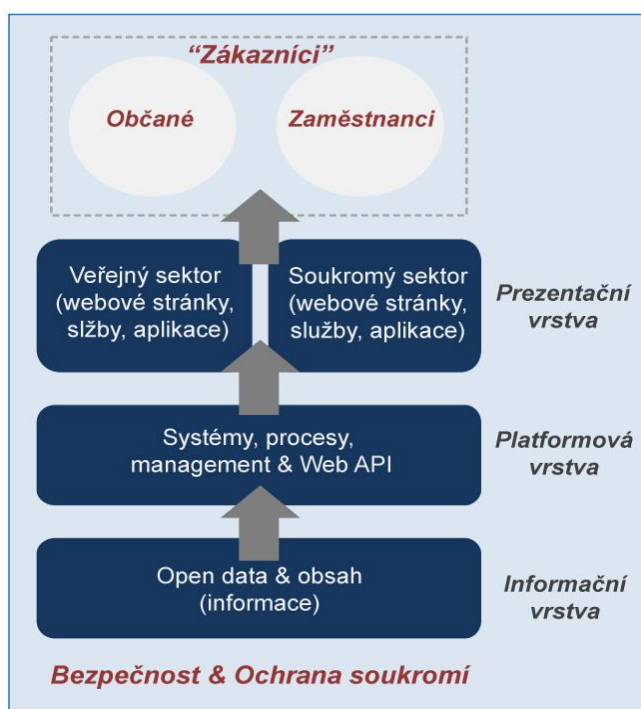 “Zákazníci”
Občané
Zaměstnanci
Veřejný sektor
(webové stránky,
slžby, aplikace)
Soukromý sektor
(webové stránky,
služby, aplikace)
Prezentační
vrstva
Systémy, procesy,
management & Web API
Platformová
vrstva
Open data & obsah
(informace)
Informační
vrstva
Bezpečnost & Ochrana soukromí